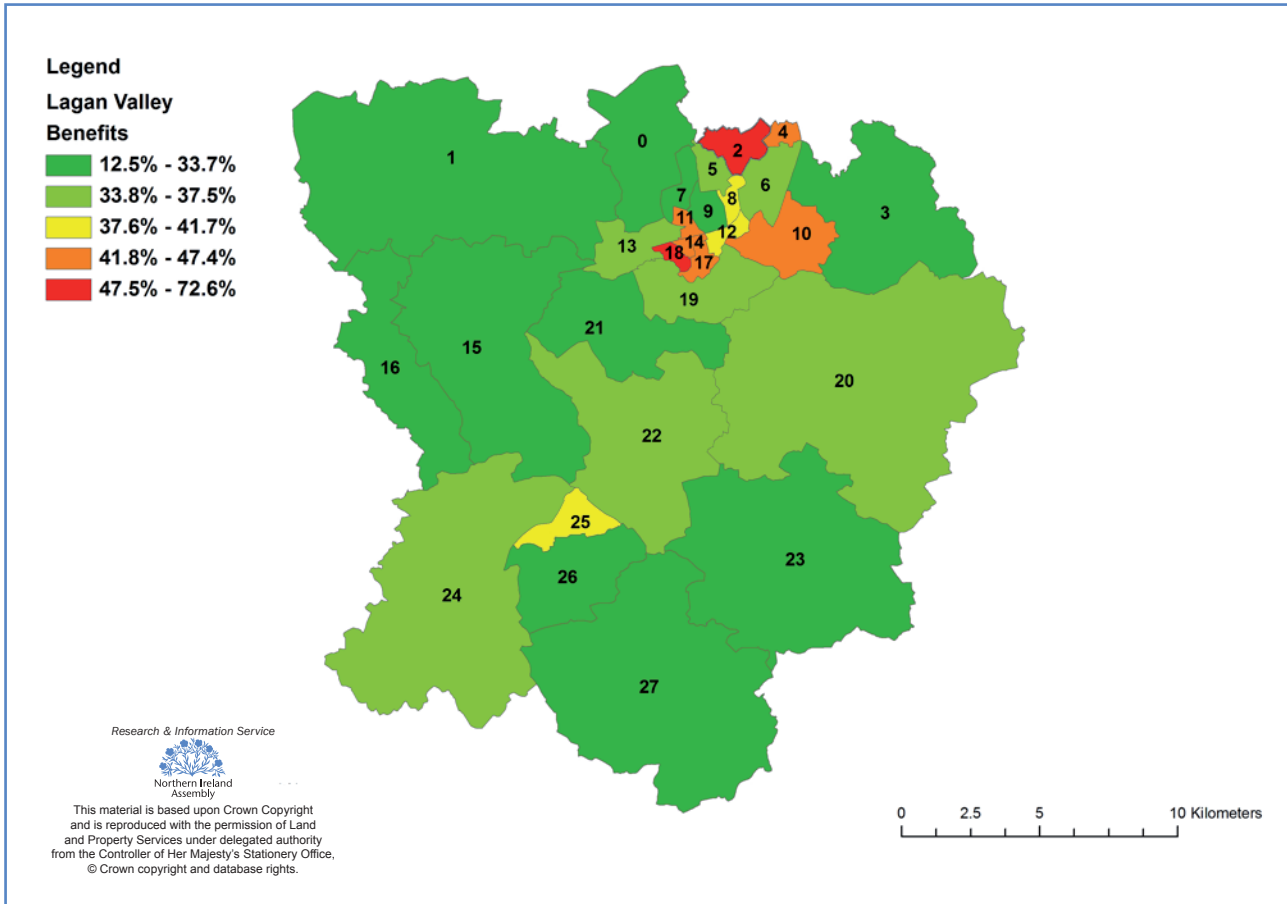 Legend
Lagan Valley
Benefits
12.5% - 33.7%
33.8% - 37.5%
37.6% - 41.7%
41.8% - 47.4%
47.5% - 72.6%
0
1
2
4
5
6
7
8
9
3
11
12
10
13
14
18
17
19
21
16
15
20
22
25
23
26
24
27
Research & Information Service
Northern Ireland
Assembly
This material is based upon Crown Copyright
and is reproduced with the permission of Land
and Property Services under delegated authority
from the Controller of Her Majesty's Stationery Office,
© Crown copyright and database rights.
0 2.5 5 10 Kilometers